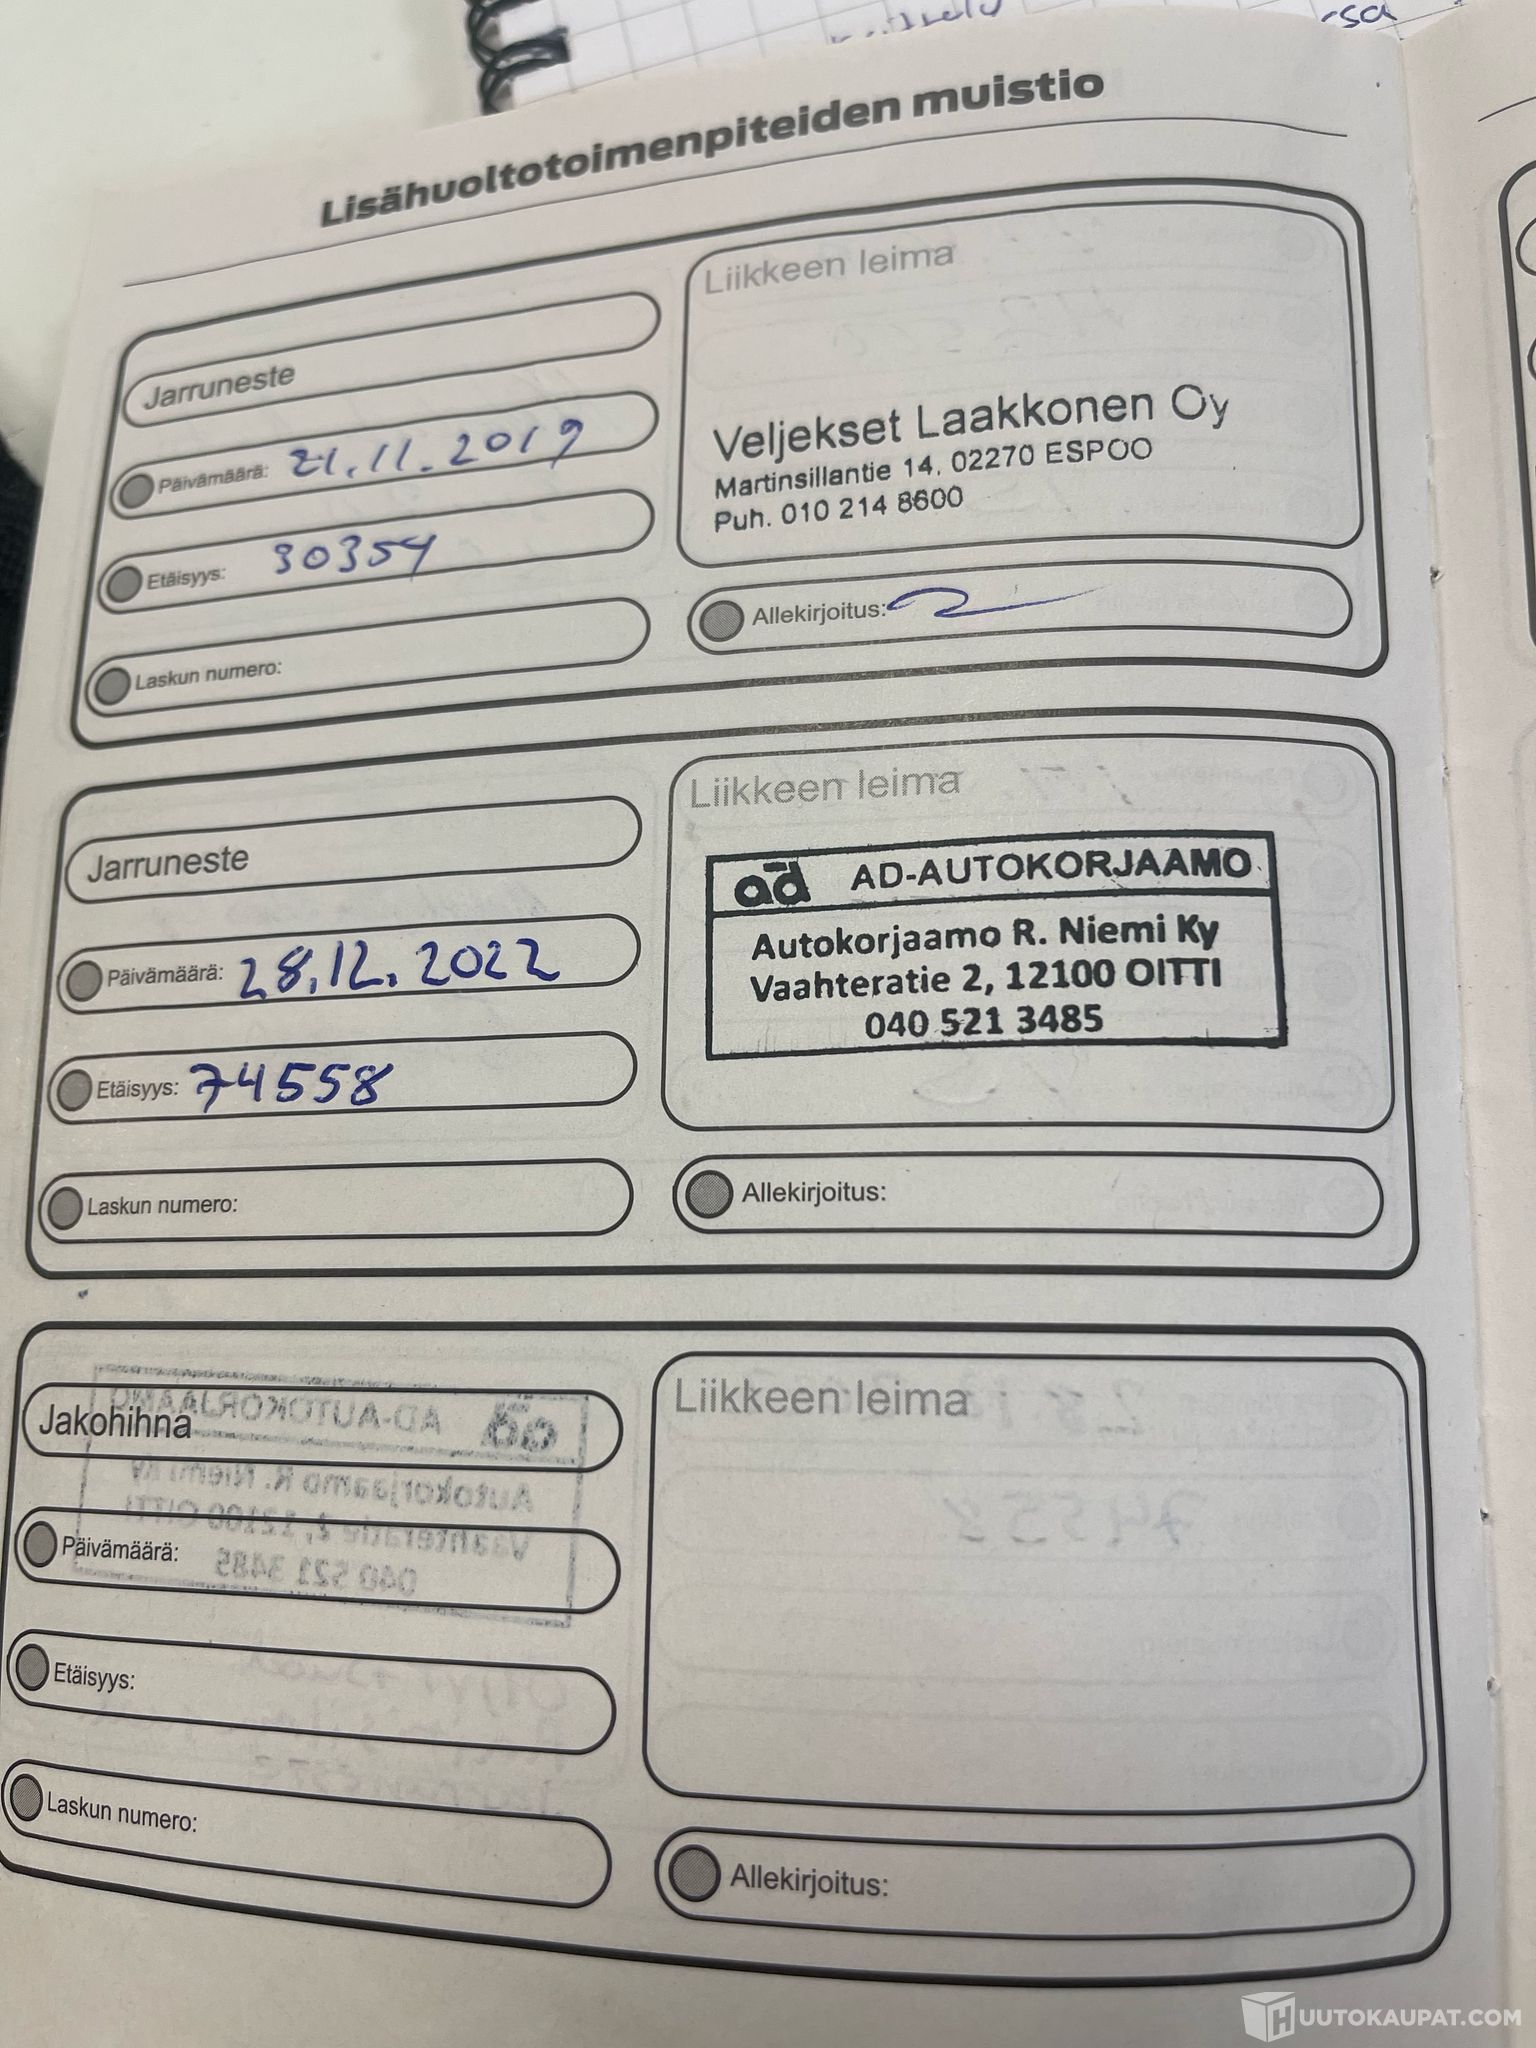 Lisähuoltotoimenpiteiden muistio
Jarruneste
Päivämäärä: 21.11.2019
Etäisyys: 30354
Laskun numero:
Liikkeen leima
Veljekset Laakkonen Oy
Martinsillantie 14, 02270 ESPOO
Puh. 010 214 8600
Allekirjoitus:
Jarruneste
Päivämäärä: 28.12.2022
Etäisyys: 74558
Laskun numero:
Liikkeen leima
ad AD-AUTOKORJAAMO
Autokorjaamo R. Niemi Ky
Vaahteratie 2, 12100 OITTI
040 521 3485
Allekirjoitus:
Jakohihna
Päivämäärä:
Etäisyys:
Laskun numero:
Liikkeen leima
Allekirjoitus:
HUUTOKAUPAT.COM